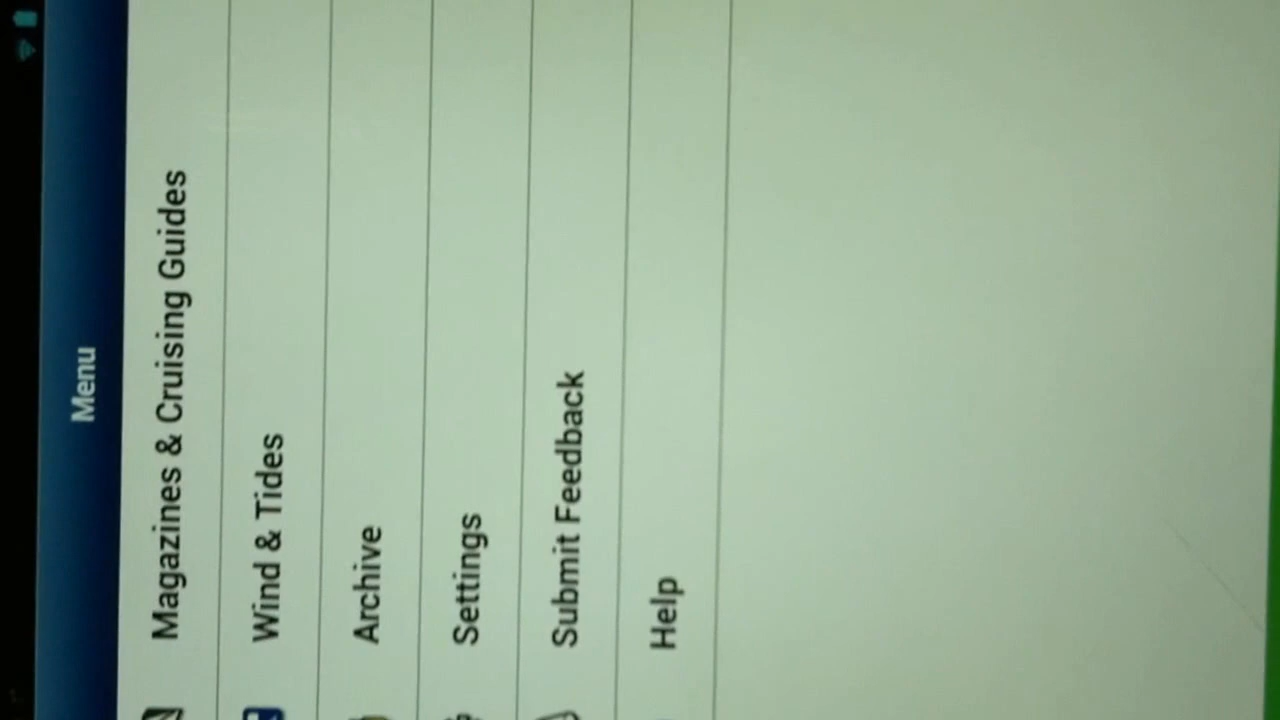 Menu
Magazines & Cruising Guides
Wind & Tides
Archive
Settings
Submit Feedback
Help